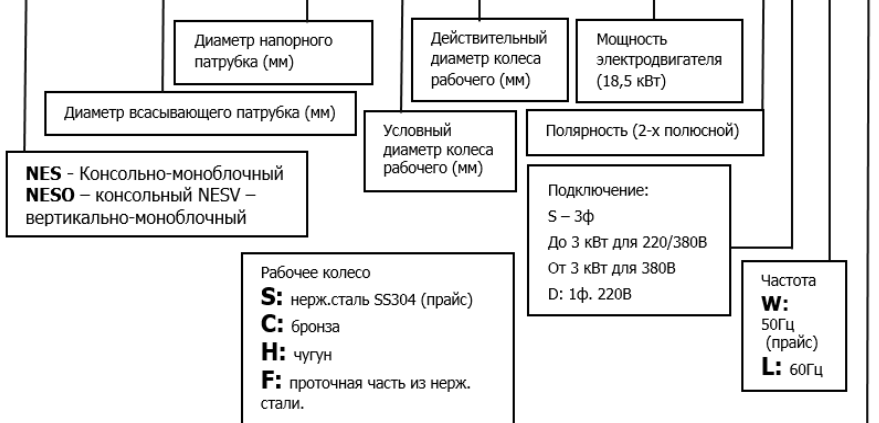 Диаметр напорного
патрубка (мм)
Действительный
диаметр колеса
рабочего (мм)
Мощность
электродвигателя
(18,5 кВт)
Диаметр всасывающего патрубка (мм)
Условный
диаметр колеса
рабочего (мм)
Полярность (2-х полюсной)
NES - Консольно-моноблочный
NESO – консольный NESV –
вертикально-моноблочный
Подключение:
S – 3ф
До 3 кВт для 220/380В
От 3 кВт для 380В
D: 1ф. 220В
Рабочее колесо
S: нерж.сталь SS304 (прайс)
C: бронза
H: чугун
F: проточная часть из нерж.
стали.
Частота
W:
50Гц
(прайс)
L: 60Гц